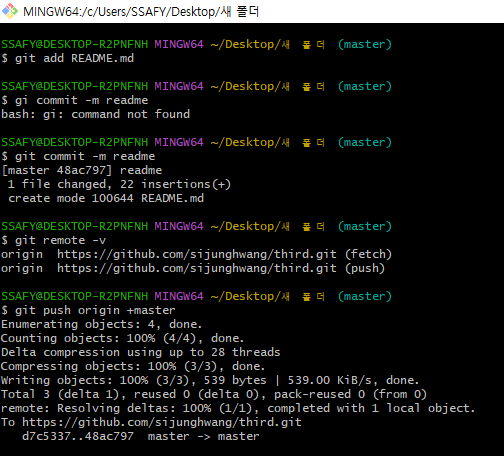 MINGW64:/c/Users/SSAFY/Desktop/새 폴더
SSAFY@DESKTOP-R2PNFNH MINGW64 ~/Desktop/새 폴더 (master)
$ git add README.md
SSAFY@DESKTOP-R2PNFNH MINGW64 ~/Desktop/새 폴더 (master)
$ gi commit -m readme
bash: gi: command not found
SSAFY@DESKTOP-R2PNFNH MINGW64 ~/Desktop/새 폴더 (master)
$ git commit -m readme
[master 48ac797] readme
 1 file changed, 22 insertions(+)
 create mode 100644 README.md
SSAFY@DESKTOP-R2PNFNH MINGW64 ~/Desktop/새 폴더 (master)
$ git remote -v
origin  https://github.com/sijunghwang/third.git (fetch)
origin  https://github.com/sijunghwang/third.git (push)
SSAFY@DESKTOP-R2PNFNH MINGW64 ~/Desktop/새 폴더 (master)
$ git push origin +master
Enumerating objects: 4, done.
Counting objects: 100% (4/4), done.
Delta compression using up to 28 threads
Compressing objects: 100% (3/3), done.
Writing objects: 100% (3/3), 539 bytes | 539.00 KiB/s, done.
Total 3 (delta 1), reused 0 (delta 0), pack-reused 0 (from 0)
remote: Resolving deltas: 100% (1/1), completed with 1 local object.
To https://github.com/sijunghwang/third.git
   d7c5337..48ac797  master -> master